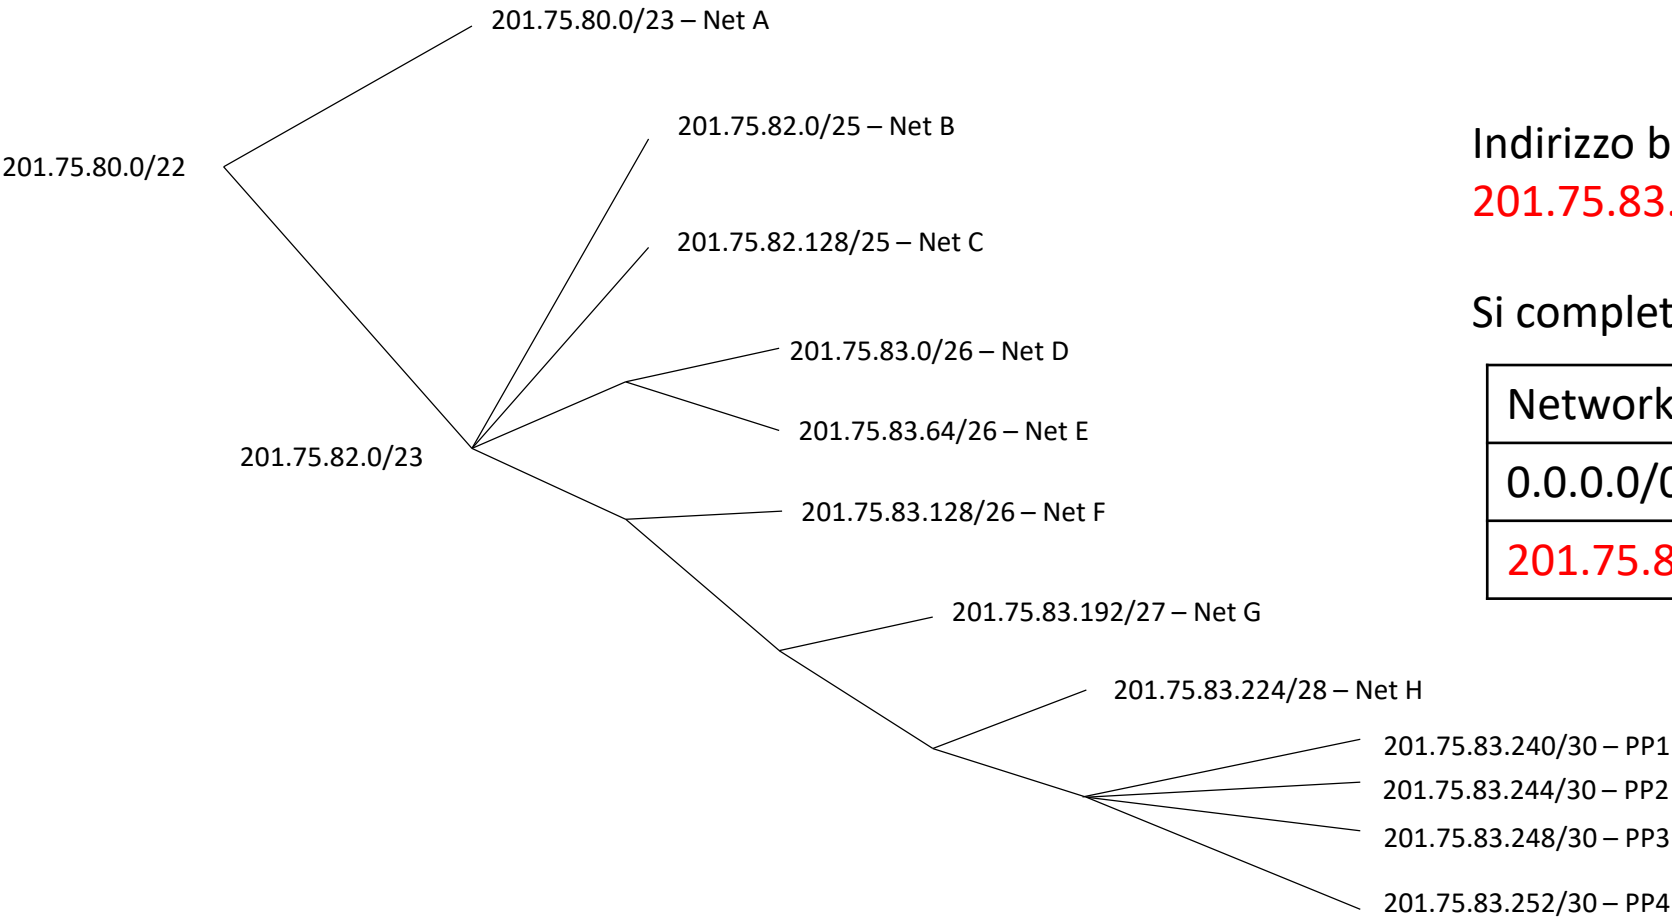 201.75.80.0/23 – Net A
201.75.82.0/25 – Net B
201.75.80.0/22
201.75.82.128/25 – Net C
201.75.83.0/26 – Net D
201.75.83.64/26 – Net E
201.75.82.0/23
201.75.83.128/26 – Net F
201.75.83.192/27 – Net G
201.75.83.224/28 – Net H
201.75.83.240/30 – PP1
201.75.83.244/30 – PP2
201.75.83.248/30 – PP3
201.75.83.252/30 – PP4
Indirizzo b
201.75.83.
Si complet
Network
0.0.0.0/0
201.75.8